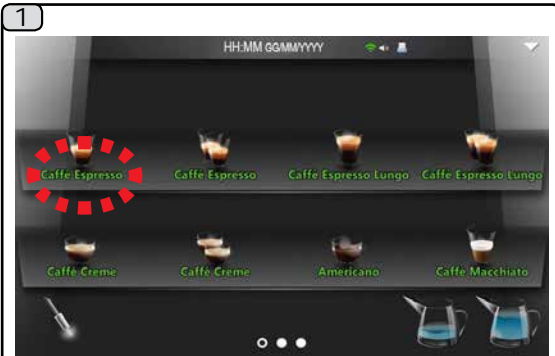 1
HH:MM GG/MM/YYYY
Caffè Espresso Caffè Espresso Caffè Espresso Lungo Caffè Espresso Lungo
Caffè Creme Caffè Creme Americano Caffè Macchiato